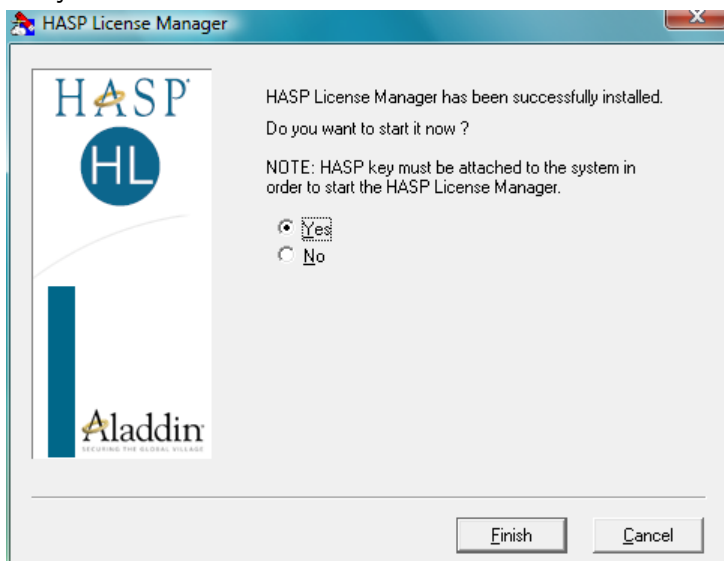 HASP License Manager
HASP
HL
Aladdin
SECURING THE GLOBAL VILLAGE
HASP License Manager has been successfully installed.
Do you want to start it now ?
NOTE: HASP key must be attached to the system in
order to start the HASP License Manager.
Yes
No
Finish
Cancel